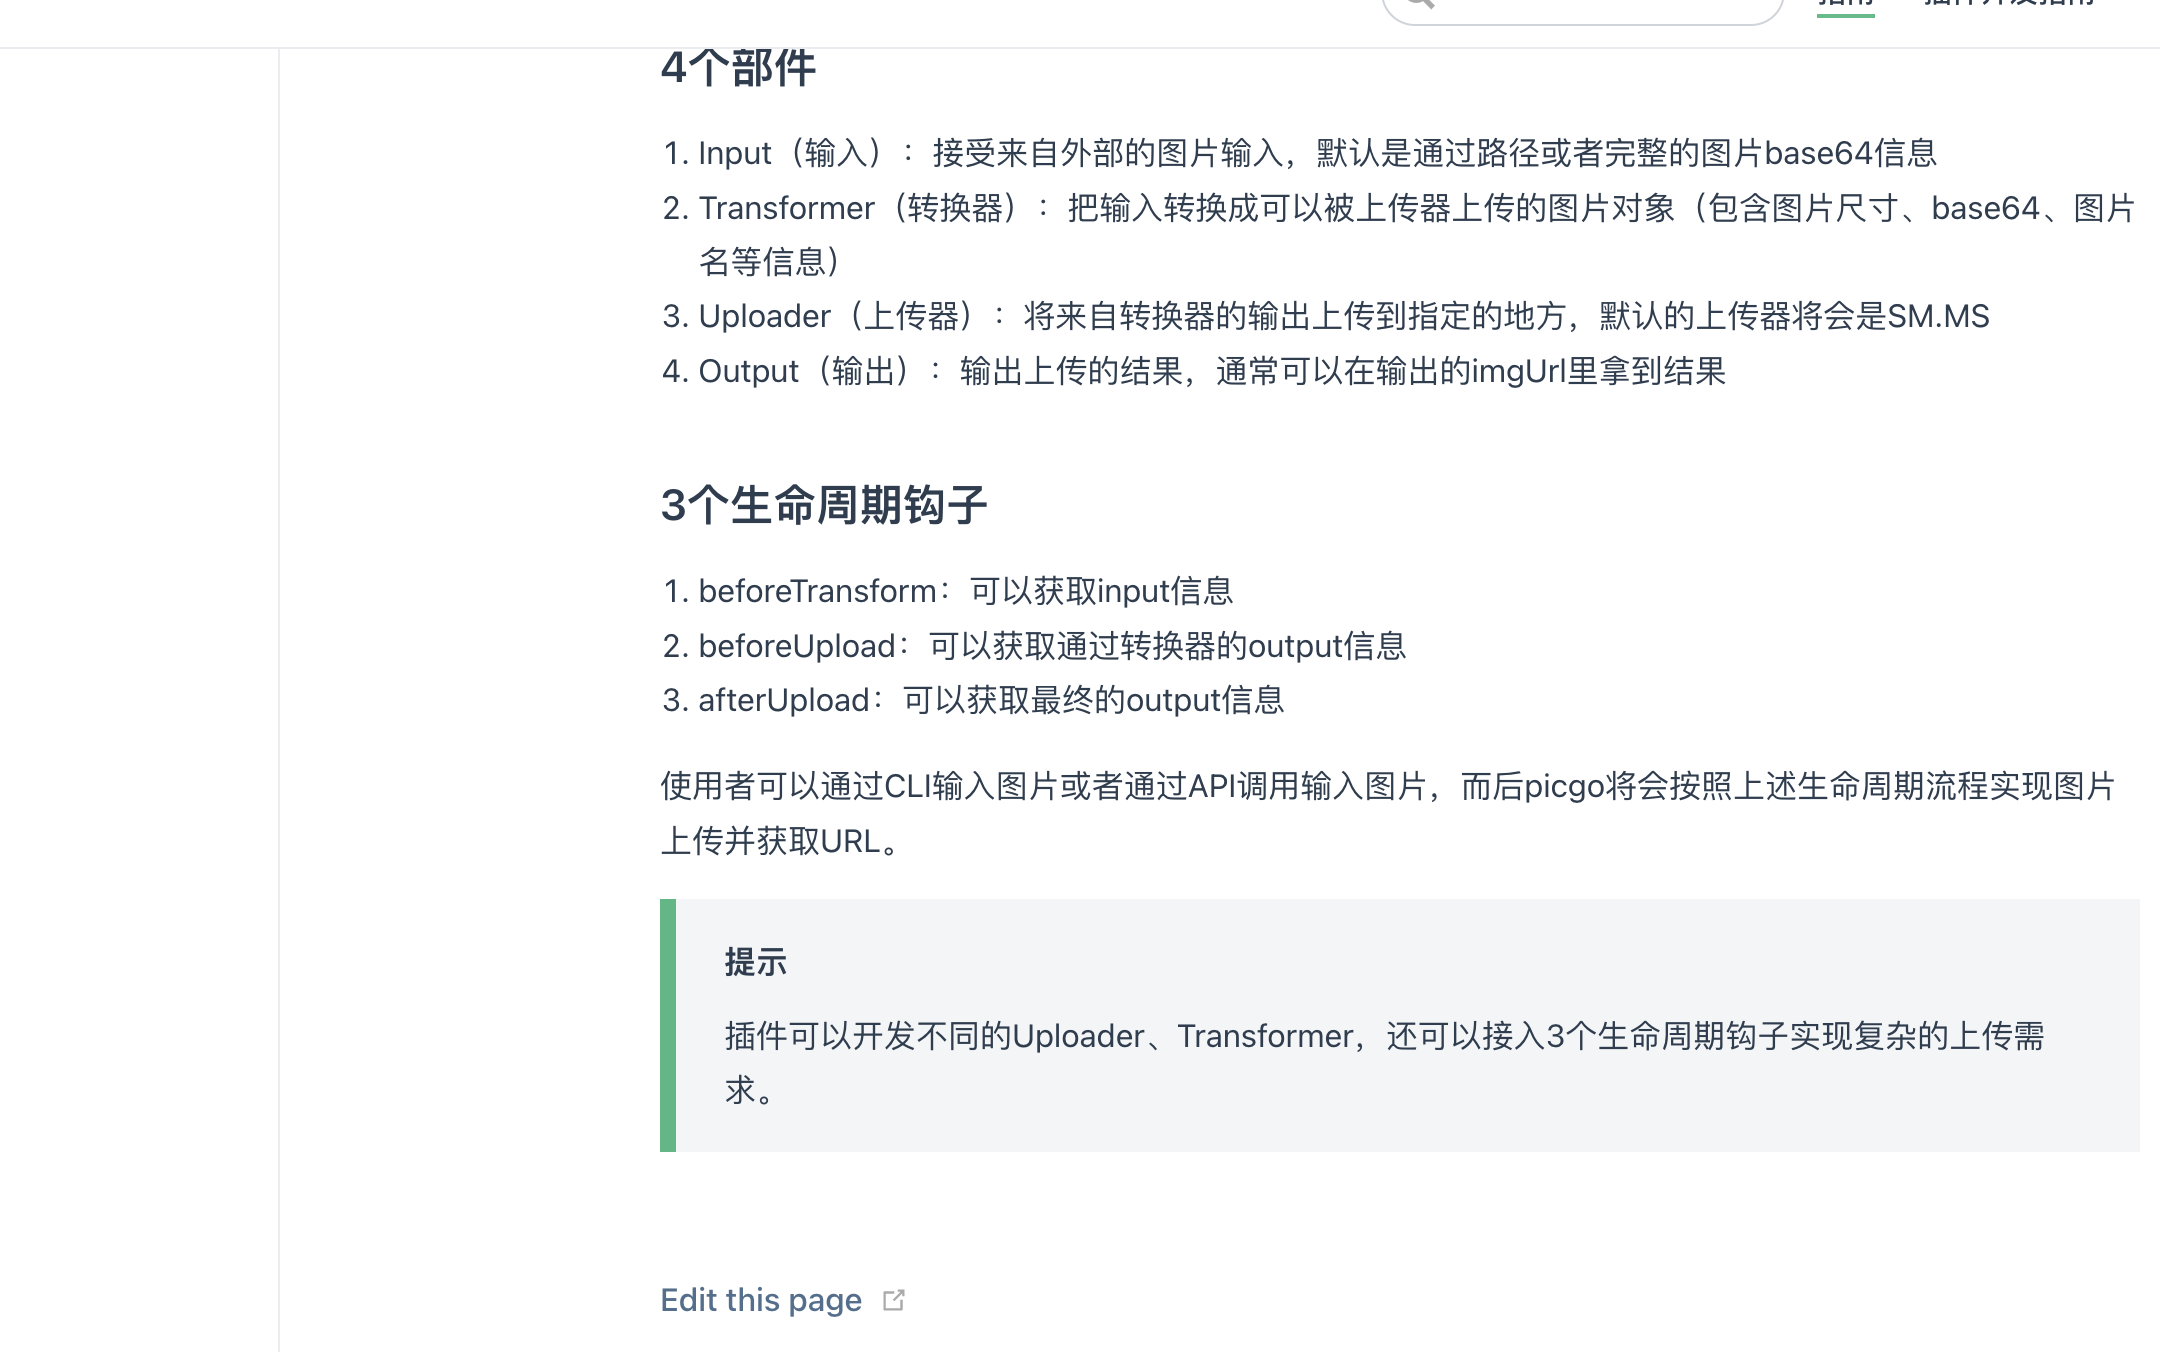 指南 插件开发指南
4个部件
1. Input（输入）：接受来自外部的图片输入，默认是通过路径或者完整的图片base64信息
2. Transformer（转换器）：把输入转换成可以被上传器上传的图片对象（包含图片尺寸、base64、图片
名等信息）
3. Uploader（上传器）：将来自转换器的输出上传到指定的地方，默认的上传器将会是SM.MS
4. Output（输出）：输出上传的结果，通常可以在输出的imgUrl里拿到结果
3个生命周期钩子
1. beforeTransform：可以获取input信息
2. beforeUpload：可以获取通过转换器的output信息
3. afterUpload：可以获取最终的output信息
使用者可以通过CLI输入图片或者通过API调用输入图片，而后picgo将会按照上述生命周期流程实现图片
上传并获取URL。
提示
插件可以开发不同的Uploader、Transformer，还可以接入3个生命周期钩子实现复杂的上传需
求。
Edit this page